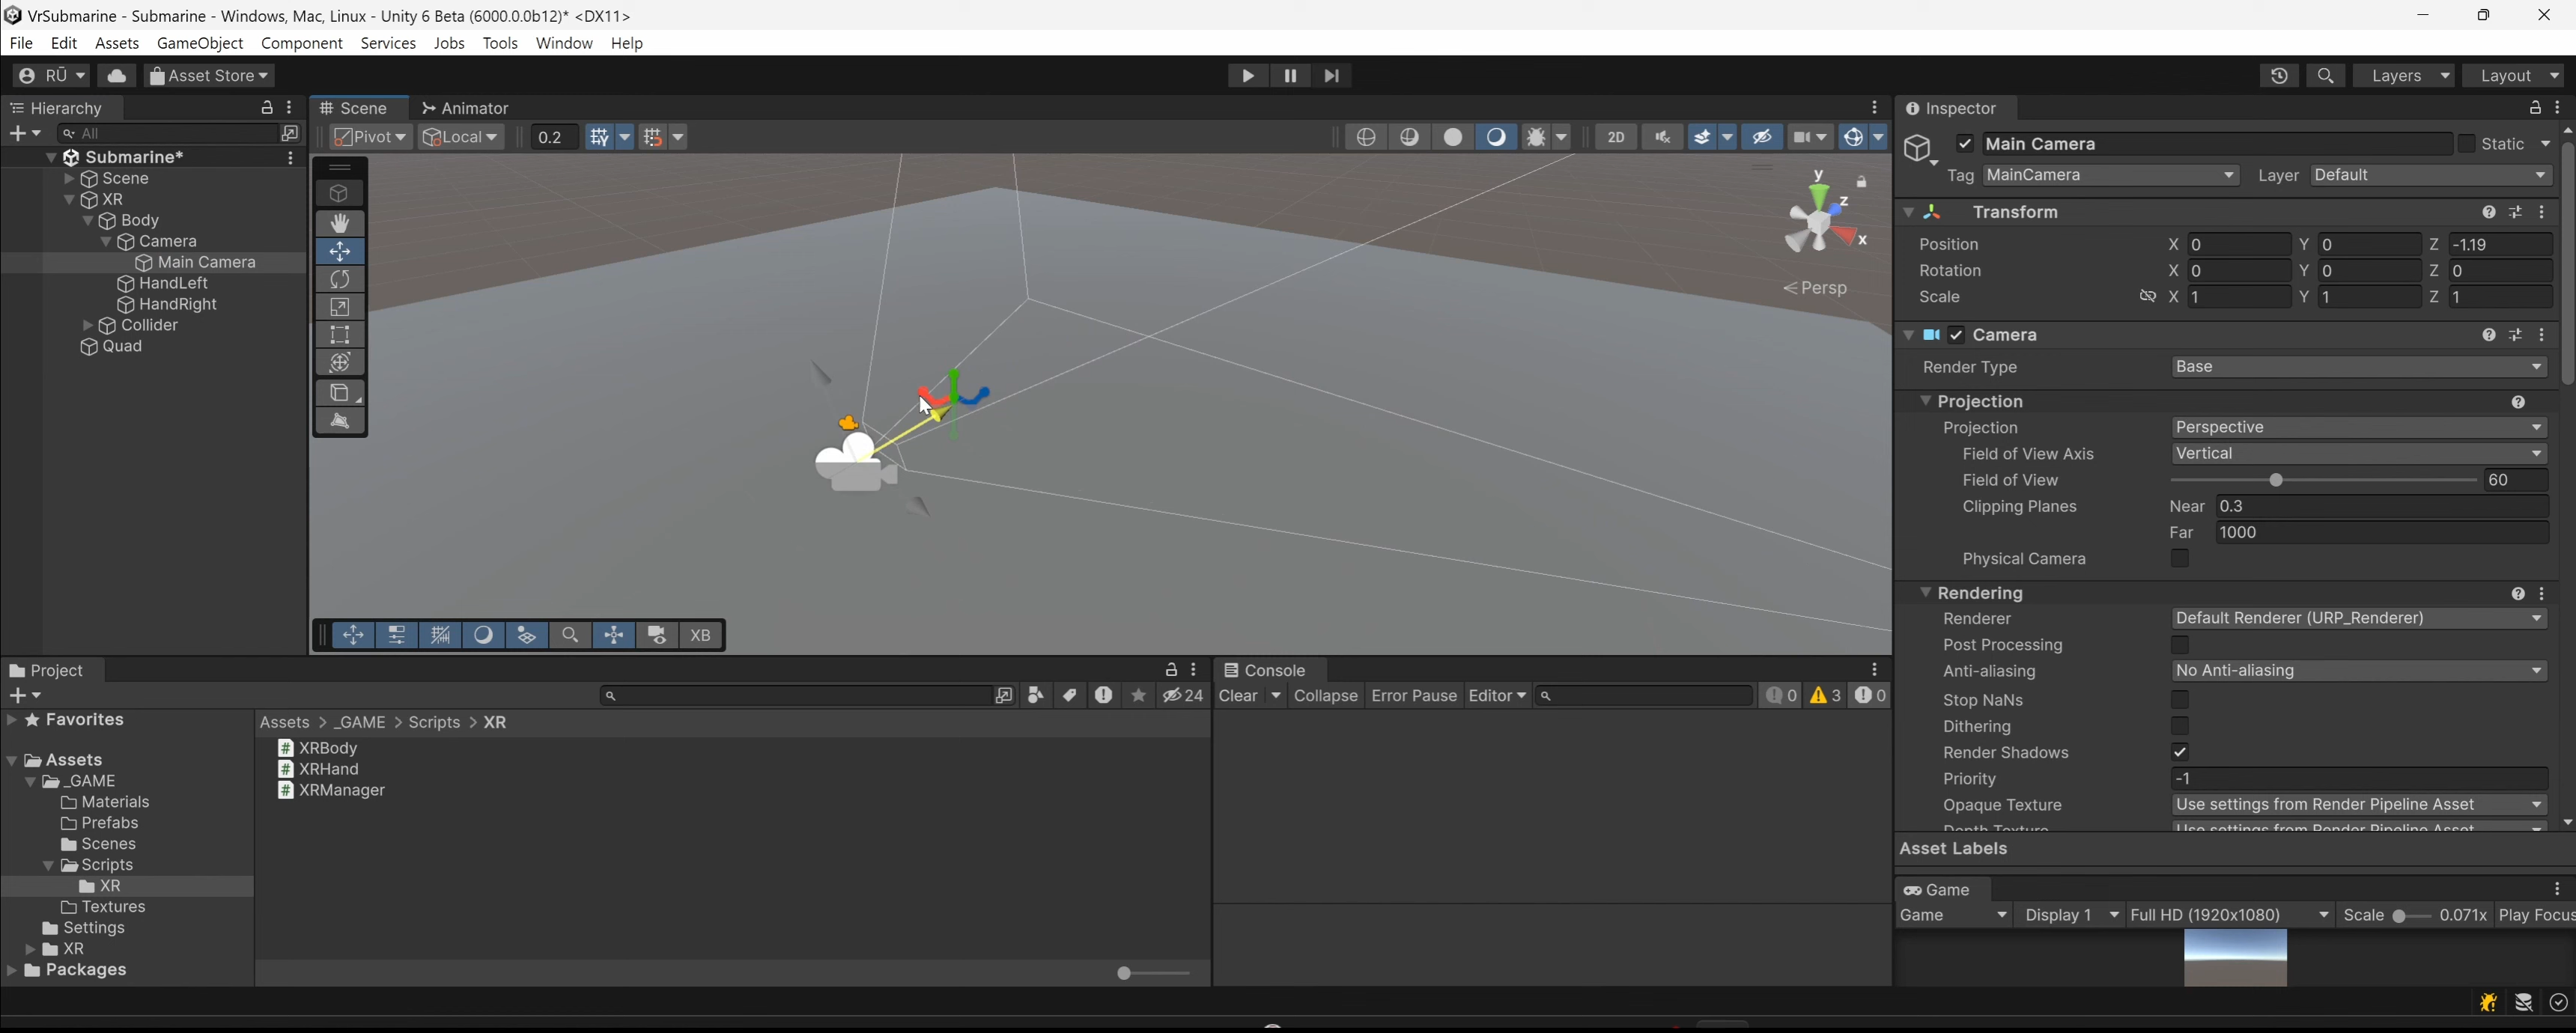 VrSubmarine - Submarine - Windows, Mac, Linux - Unity 6 Beta (6000.0.0b12)* <DX11>
File Edit Assets GameObject Component Services Jobs Tools Window Help
RŪ Asset Store Layers Layout
Hierarchy
All
Submarine*
Scene
XR
Body
Camera
Main Camera
HandLeft
HandRight
Collider
Quad
Scene Animator
Pivot Local 0.2 2D
y
z
x
Persp
XB
Inspector
Main Camera Static
Tag MainCamera Layer Default
Transform
Position X 0 Y 0 Z -1.19
Rotation X 0 Y 0 Z 0
Scale X 1 Y 1 Z 1
Camera
Render Type Base
Projection
Projection Perspective
Field of View Axis Vertical
Field of View 60
Clipping Planes Near 0.3
Far 1000
Physical Camera
Rendering
Renderer Default Renderer (URP_Renderer)
Post Processing
Anti-aliasing No Anti-aliasing
Stop NaNs
Dithering
Render Shadows
Priority -1
Opaque Texture Use settings from Render Pipeline Asset
Depth Texture Use settings from Render Pipeline Asset
Asset Labels
Game
Game Display 1 Full HD (1920x1080) Scale 0.071x Play Focus
Project
24
Favorites
Assets
_GAME
Materials
Prefabs
Scenes
Scripts
XR
Textures
Settings
XR
Packages
Assets > _GAME > Scripts > XR
XRBody
XRHand
XRManager
Console
Clear Collapse Error Pause Editor 0 3 0